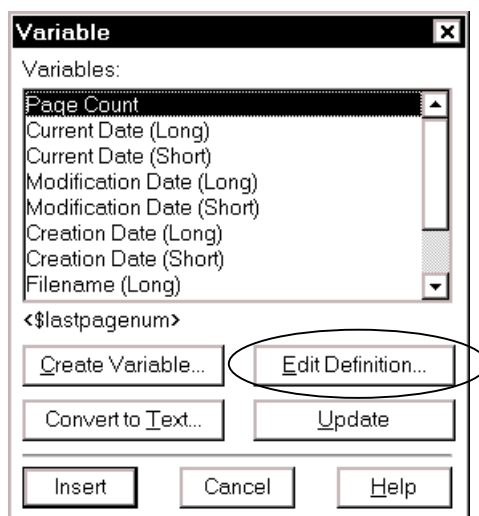 Variable
Variables:
Page Count
Current Date (Long)
Current Date (Short)
Modification Date (Long)
Modification Date (Short)
Creation Date (Long)
Creation Date (Short)
Filename (Long)
<$lastpagenum>
Create Variable... Edit Definition...
Convert to Text... Update
Insert Cancel Help